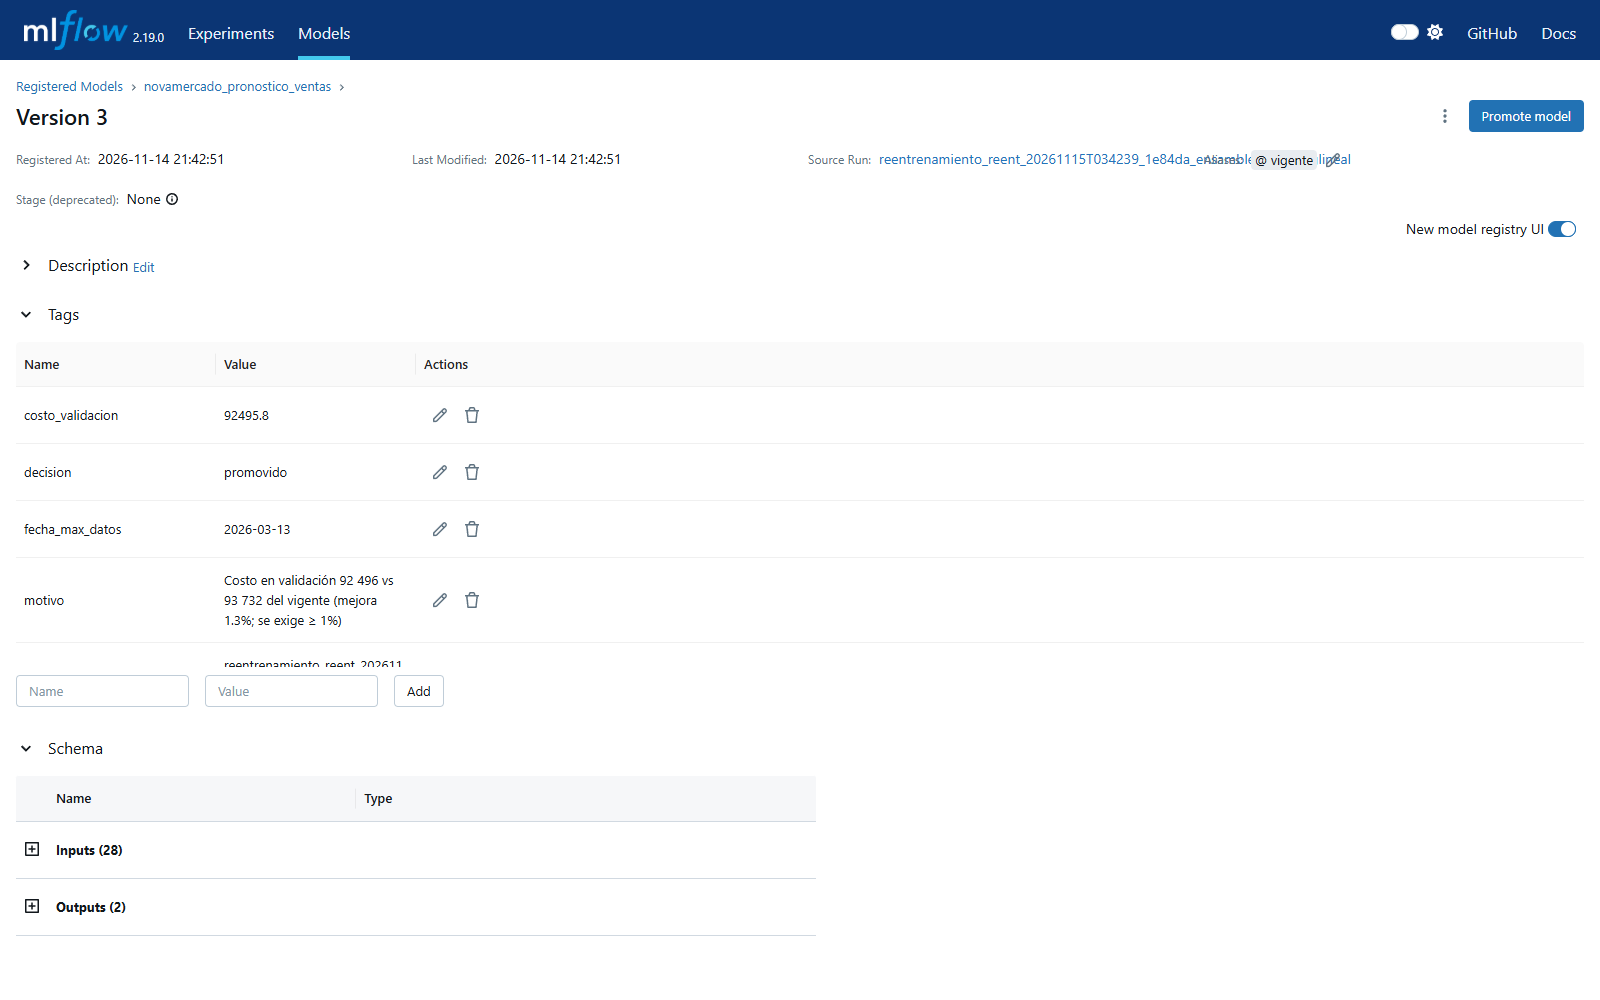 mlflow 2.19.0 Experiments Models GitHub Docs
Registered Models › novamercado_pronostico_ventas ›
Version 3
Promote model
Registered At: 2026-11-14 21:42:51 Last Modified: 2026-11-14 21:42:51 Source Run: reentrenamiento_reent_20261115T034239_1e84da_ensamble lineal @ vigente
Stage (deprecated): None
New model registry UI
Description Edit
Tags
Name Value Actions
costo_validacion 92495.8
decision promovido
fecha_max_datos 2026-03-13
motivo Costo en validación 92 496 vs
93 732 del vigente (mejora
1.3%; se exige ≥ 1%)
reentrenamiento_reent_202611
Name Value Add
Schema
Name Type
Inputs (28)
Outputs (2)